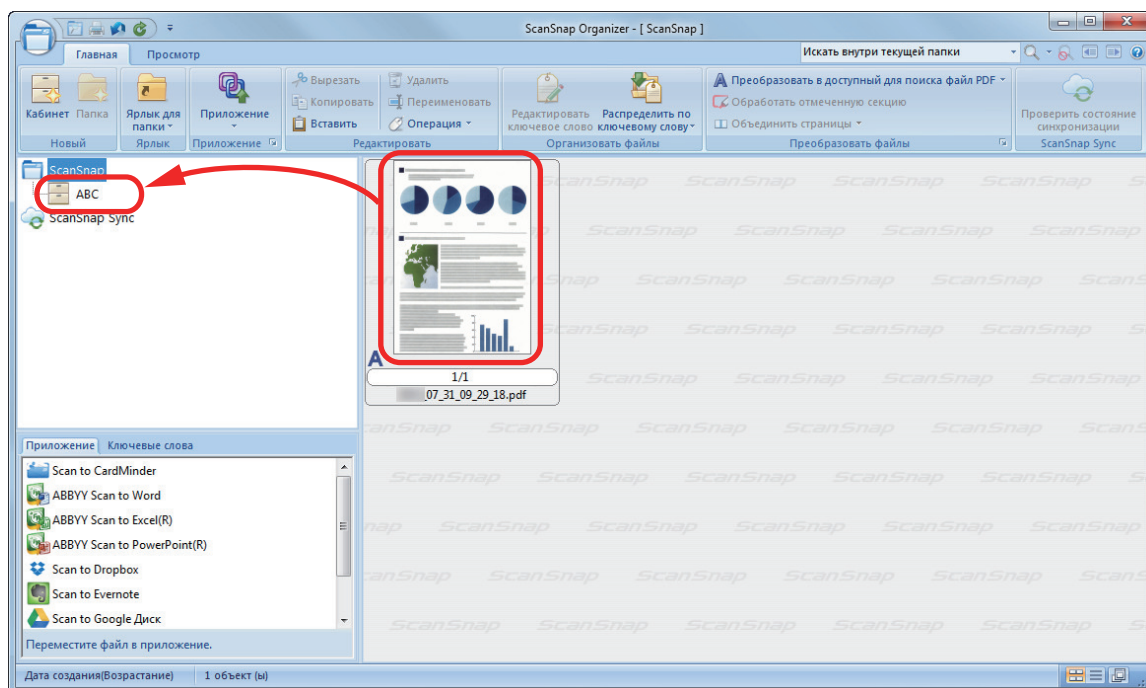 ScanSnap Organizer - [ ScanSnap ]
Главная Просмотр
Искать внутри текущей папки
Кабинет Папка
Новый
Ярлык для папки
Ярлык
Приложение
Приложение
Вырезать
Копировать
Вставить
Удалить
Переименовать
Операция
Редактировать
Редактировать ключевое слово
Распределить по ключевому слову
Организовать файлы
Преобразовать в доступный для поиска файл PDF
Обработать отмеченную секцию
Объединить страницы
Преобразовать файлы
Проверить состояние синхронизации
ScanSnap Sync
ScanSnap
ABC
ScanSnap Sync
A
1/1
_07_31_09_29_18.pdf
Приложение Ключевые слова
Scan to CardMinder
ABBYY Scan to Word
ABBYY Scan to Excel(R)
ABBYY Scan to PowerPoint(R)
Scan to Dropbox
Scan to Evernote
Scan to Google Диск
Переместите файл в приложение.
Дата создания(Возрастание) 1 объект (ы)